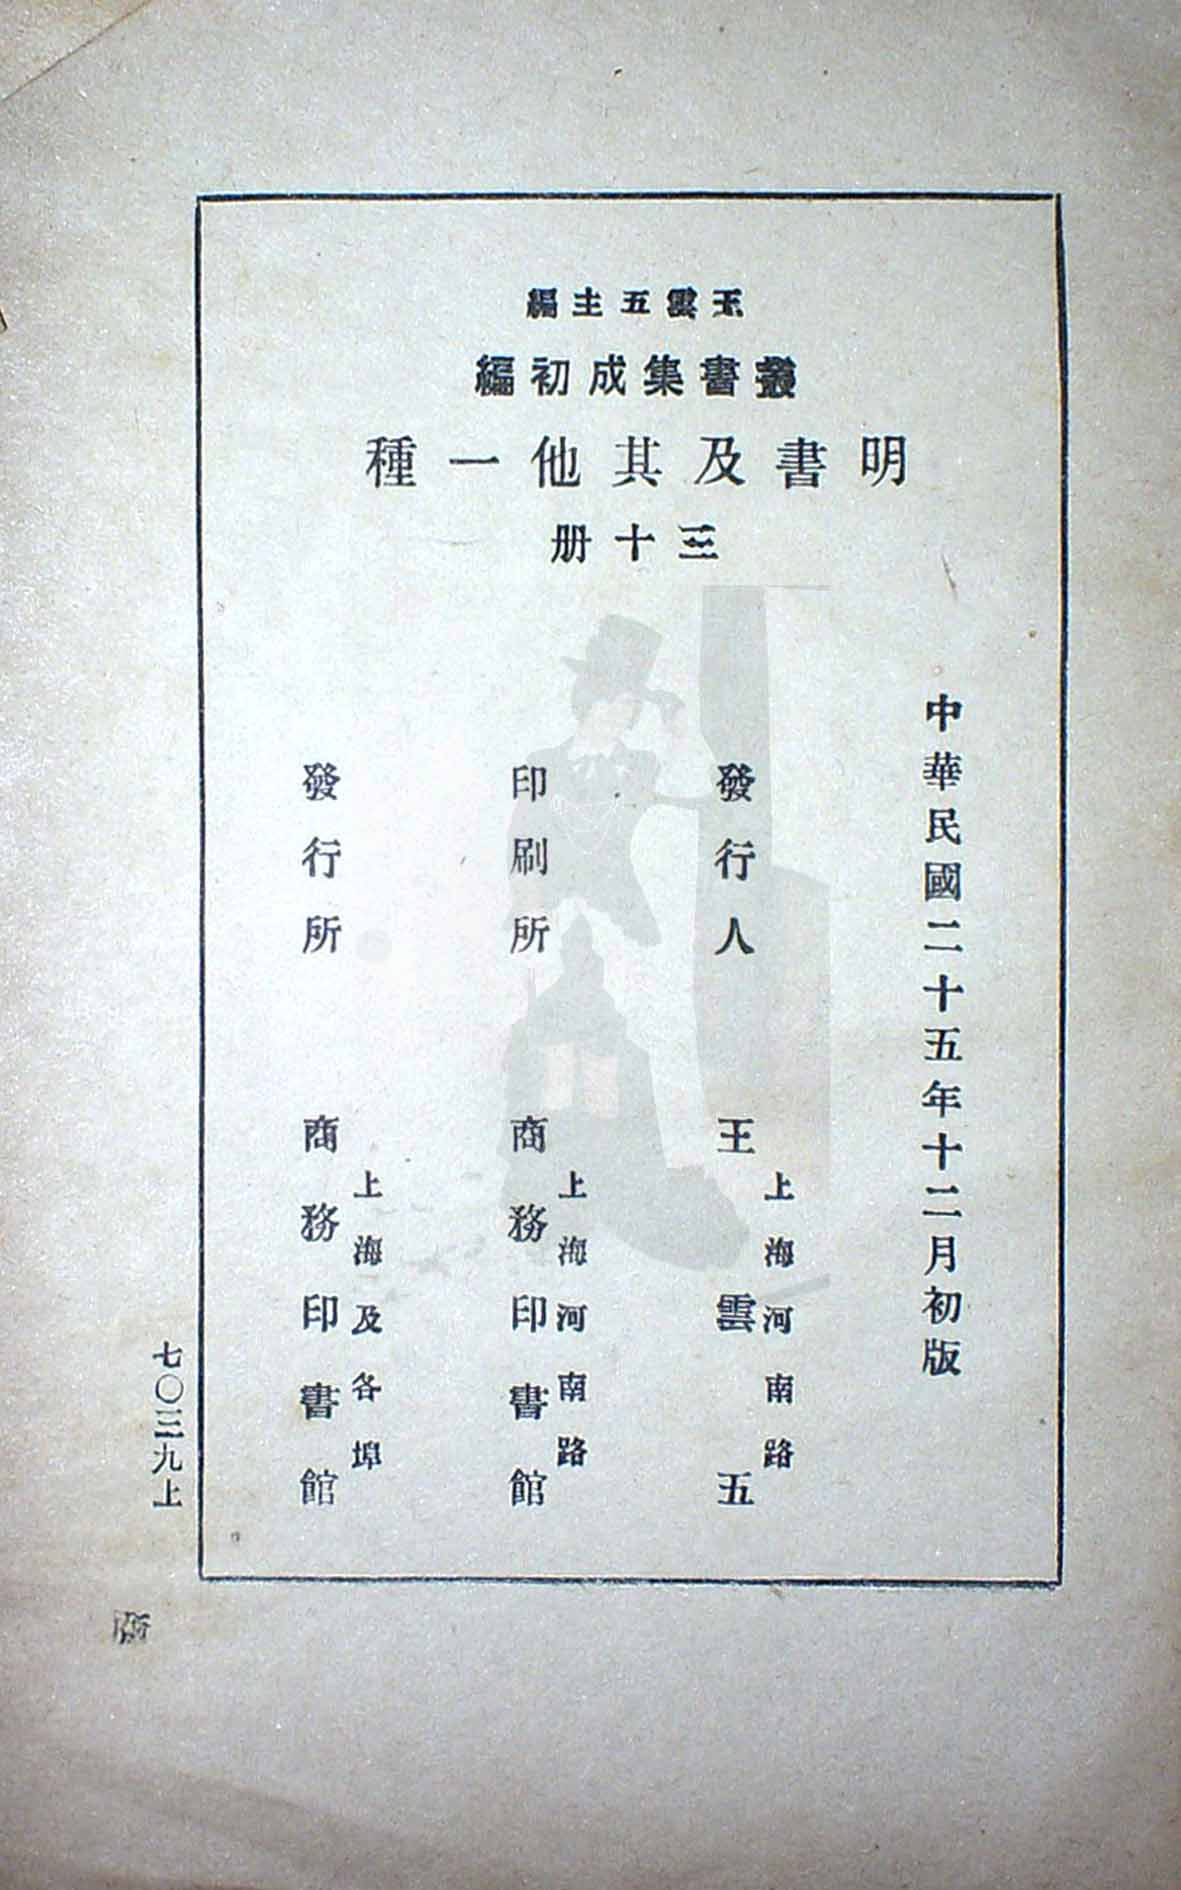 王雲五主編
叢書集成初編
明書及其他一種
三十册
中華民國二十五年十二月初版
發行人
上海河南路
王雲五
印刷所
上海河南路
商務印書館
發行所
上海及各埠
商務印書館
七〇三九上